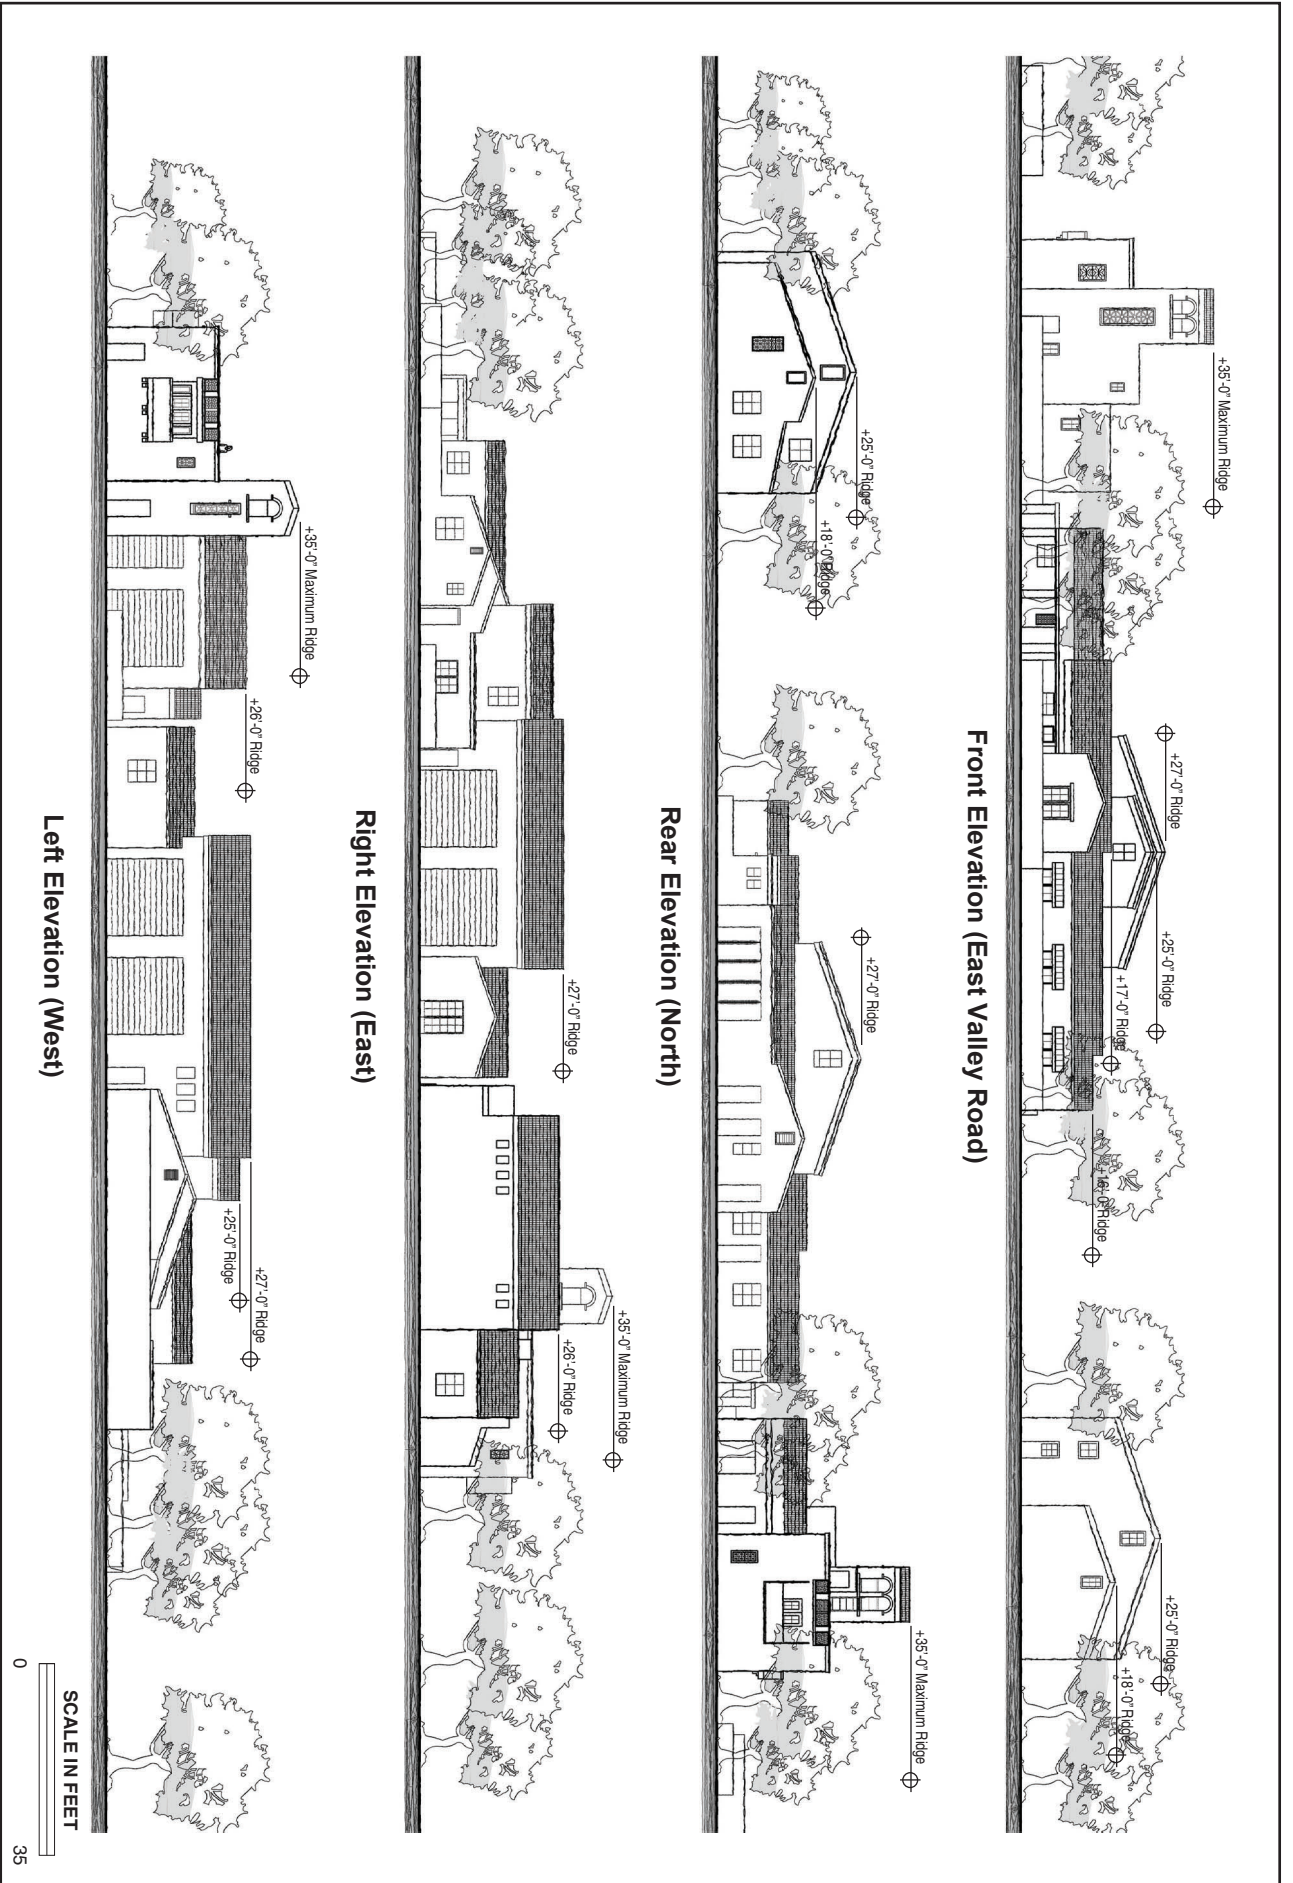 +35'-0" Maximum Ridge
+27'-0" Ridge
+25'-0" Ridge
+17'-0" Ridge
+16'-0" Ridge
+25'-0" Ridge
+18'-0" Ridge
Front Elevation (East Valley Road)
+25'-0" Ridge
+18'-0" Ridge
+27'-0" Ridge
+35'-0" Maximum Ridge
Rear Elevation (North)
+27'-0" Ridge
+35'-0" Maximum Ridge
+26'-0" Ridge
Right Elevation (East)
+35'-0" Maximum Ridge
+26'-0" Ridge
+27'-0" Ridge
+25'-0" Ridge
Left Elevation (West)
SCALE IN FEET
0 35